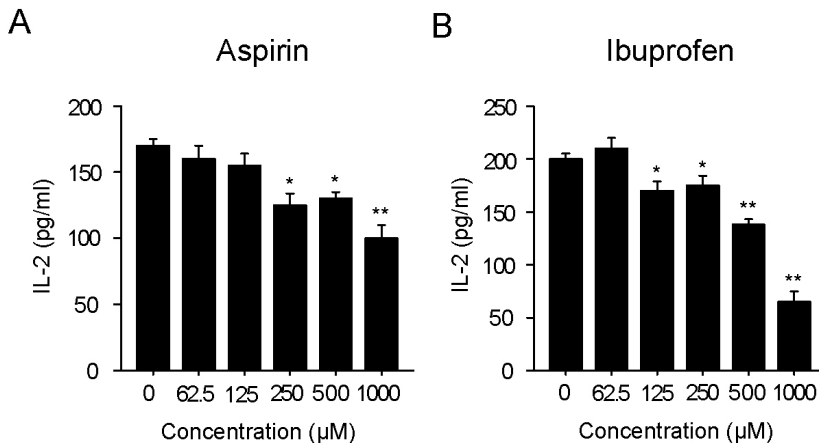 A
Aspirin
IL-2 (pg/ml)
200
150
100
50
0
*
*
**
0 62.5 125 250 500 1000
Concentration (µM)
B
Ibuprofen
IL-2 (pg/ml)
250
200
150
100
50
0
*
*
**
**
0 62.5 125 250 500 1000
Concentration (µM)